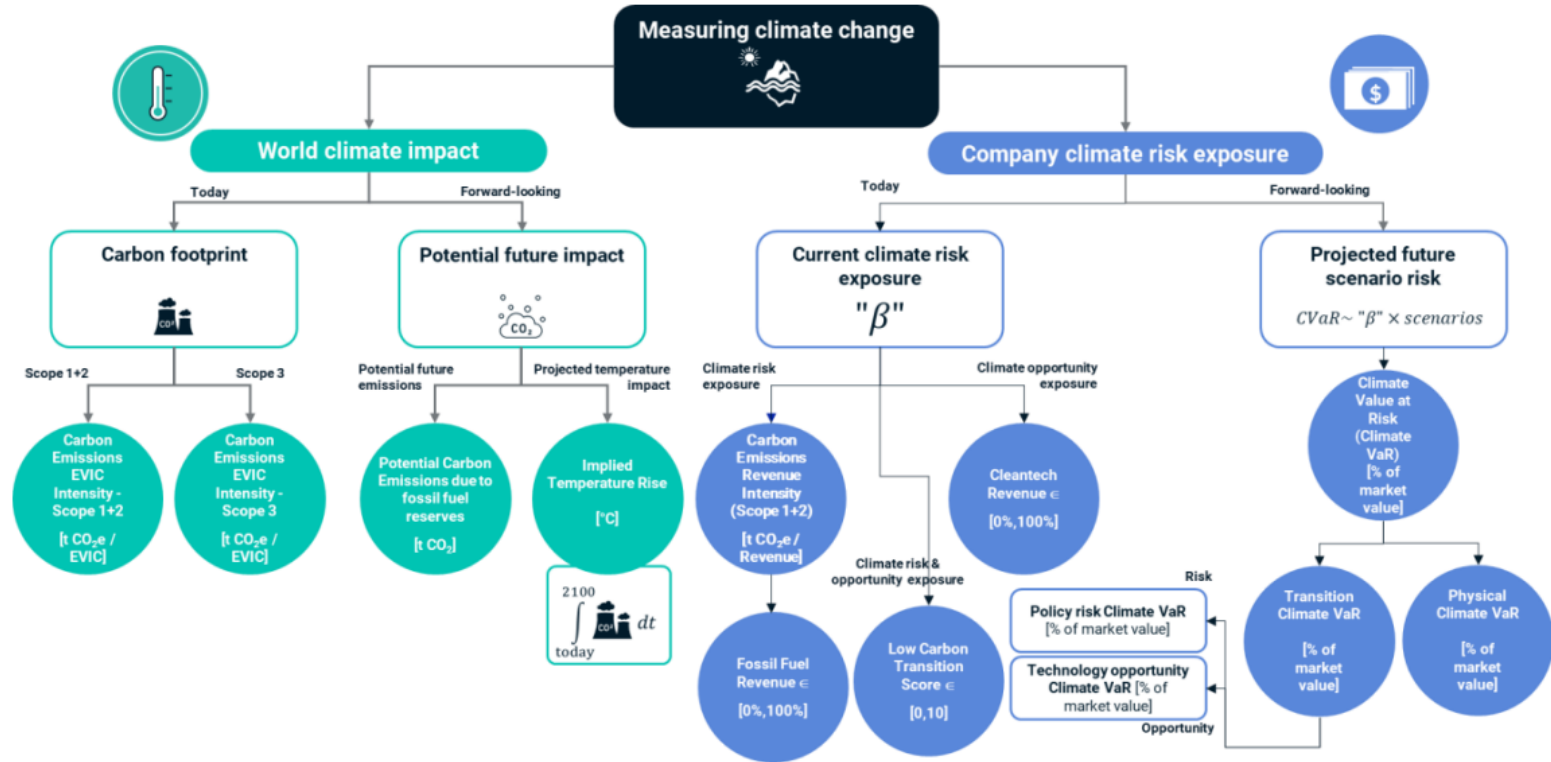 Measuring climate change
$
World climate impact
Company climate risk exposure
Today
Forward-looking
Today
Forward-looking
Carbon footprint
CO²
Potential future impact
CO₂
Current climate risk
exposure
"β"
Projected future
scenario risk
CVaR~ "β" × scenarios
Scope 1+2
Scope 3
Potential future
emissions
Projected temperature
impact
Climate risk
exposure
Climate opportunity
exposure
Carbon
Emissions
EVIC
Intensity -
Scope 1+2
[t CO₂e /
EVIC]
Carbon
Emissions
EVIC
Intensity -
Scope 3
[t CO₂e /
EVIC]
Potential Carbon
Emissions due to
fossil fuel
reserves
[t CO₂]
Implied
Temperature Rise
[°C]
2100
∫ CO² dt
today
Carbon
Emissions
Revenue
Intensity
(Scope 1+2)
[t CO₂e /
Revenue]
Cleantech
Revenue ∈
[0%,100%]
Climate risk &
opportunity exposure
Fossil Fuel
Revenue ∈
[0%,100%]
Low Carbon
Transition
Score ∈
[0,10]
Climate
Value at
Risk
(Climate
VaR)
[% of
market
value]
Risk
Policy risk Climate VaR
[% of market value]
Technology opportunity
Climate VaR [% of
market value]
Opportunity
Transition
Climate VaR
[% of
market
value]
Physical
Climate VaR
[% of
market
value]